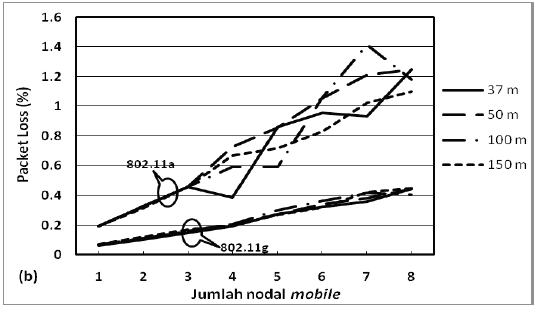 1.6
1.4
1.2
1
0.8
0.6
0.4
0.2
0
Packet Loss (%)
802.11a
802.11g
37 m
50 m
100 m
150 m
1 2 3 4 5 6 7 8
(b)
Jumlah nodal mobile